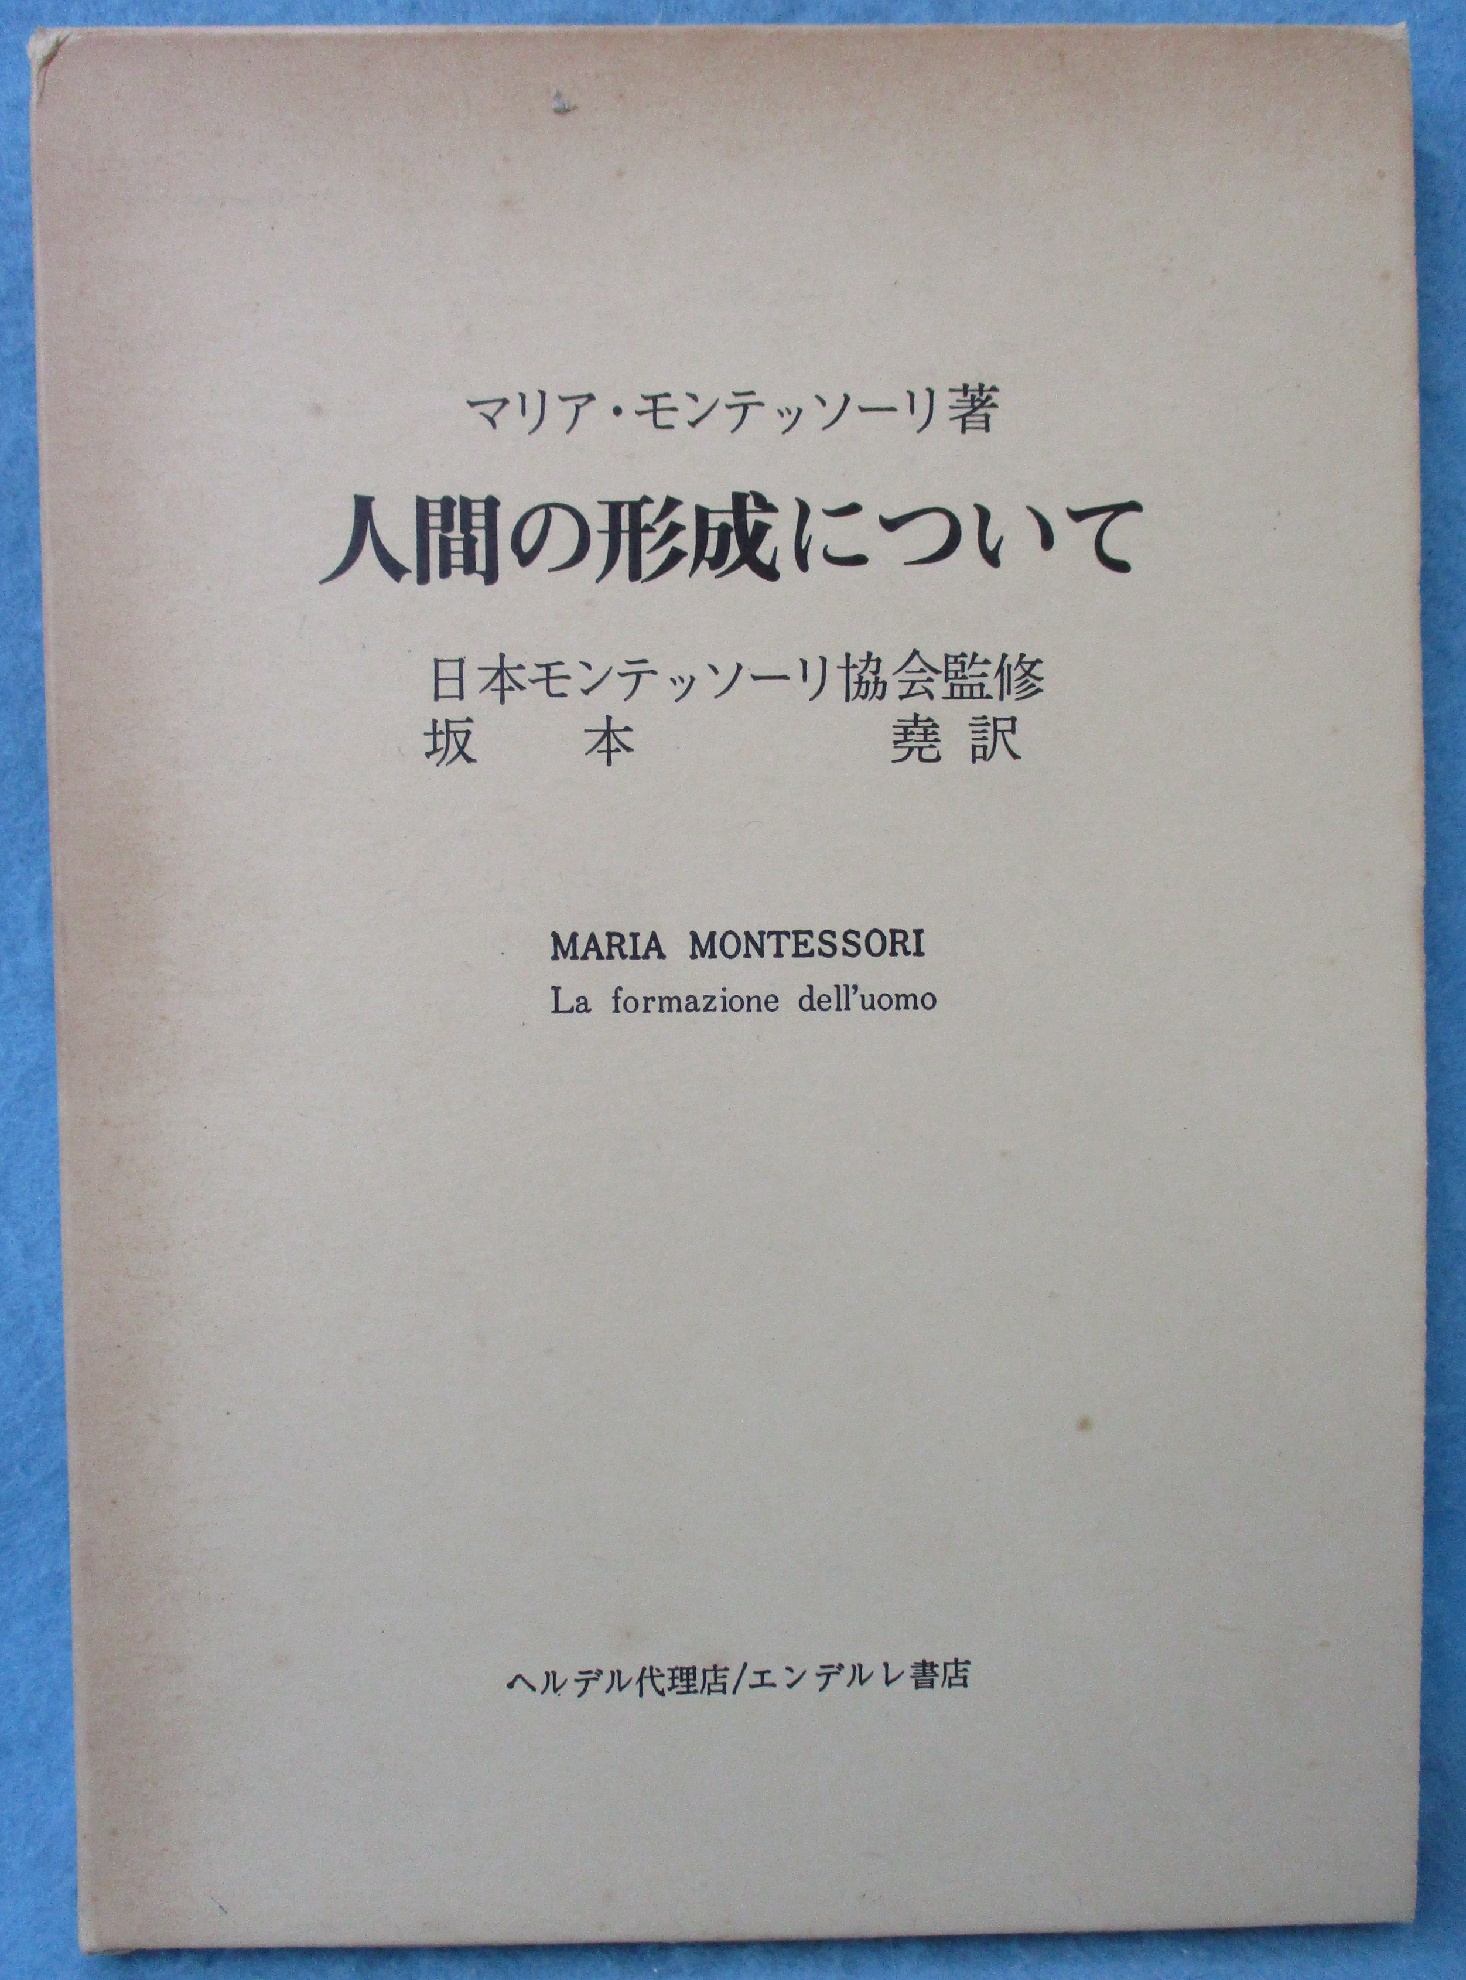 マリア・モンテッソーリ著
人間の形成について
日本モンテッソーリ協会監修
坂本堯訳
MARIA MONTESSORI
La formazione dell'uomo
ヘルデル代理店/エンデルレ書店